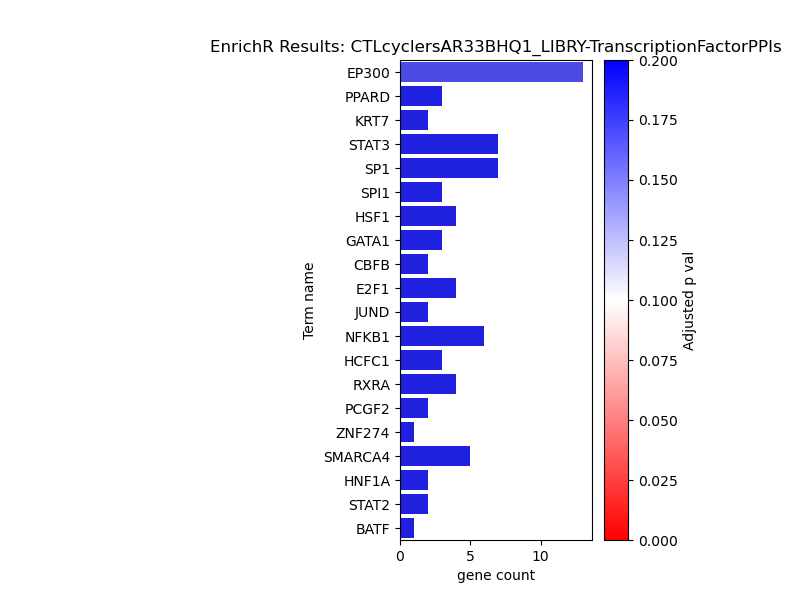 EnrichR Results: CTLcyclersAR33BHQ1_LIBRY-TranscriptionFactorPPIs
EP300
PPARD
KRT7
STAT3
SP1
SPI1
HSF1
GATA1
CBFB
E2F1
JUND
NFKB1
HCFC1
RXRA
PCGF2
ZNF274
SMARCA4
HNF1A
STAT2
BATF
Term name
0 5 10
gene count
0.200
0.175
0.150
0.125
0.100
0.075
0.050
0.025
0.000
Adjusted p val